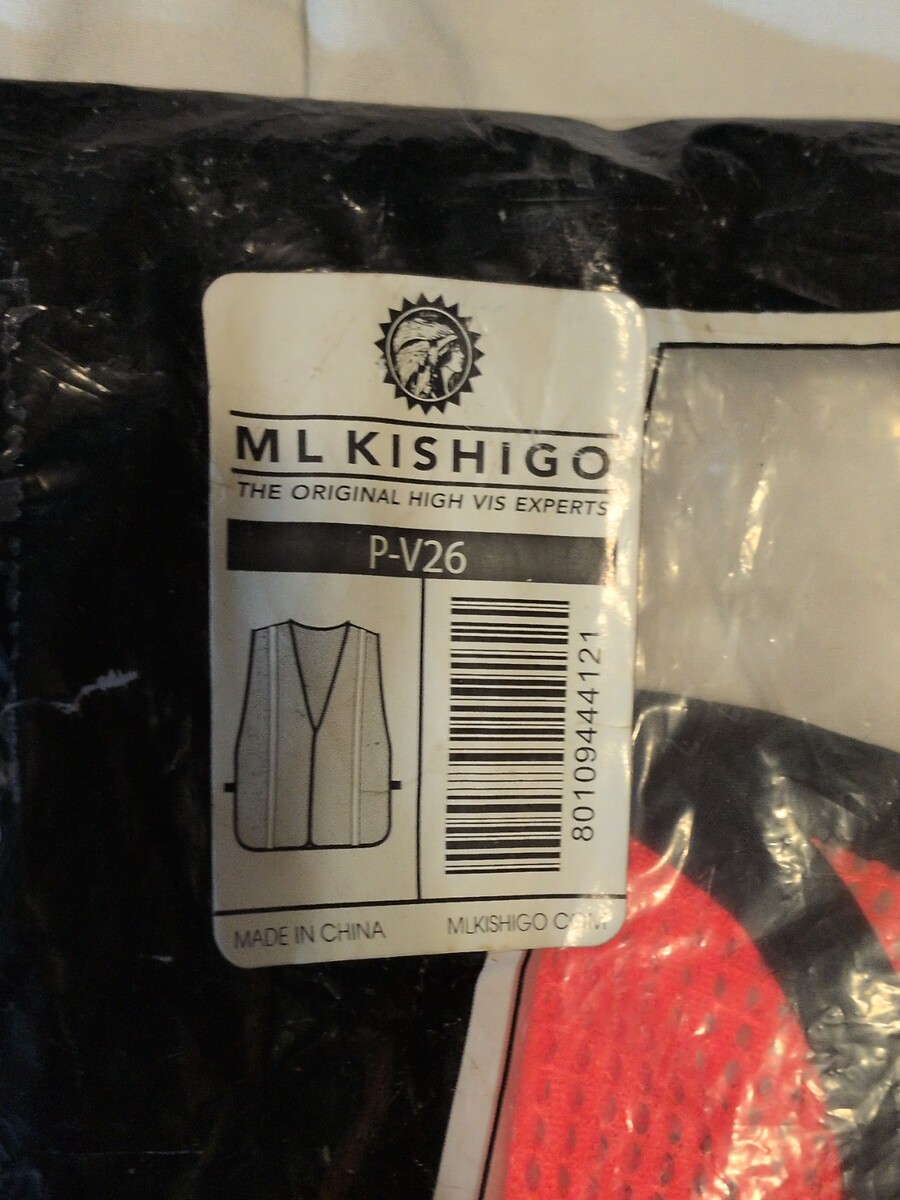 ML KISHIGO
THE ORIGINAL HIGH VIS EXPERTS
P-V26
80109444121
MADE IN CHINA
MLKISHIGO.COM